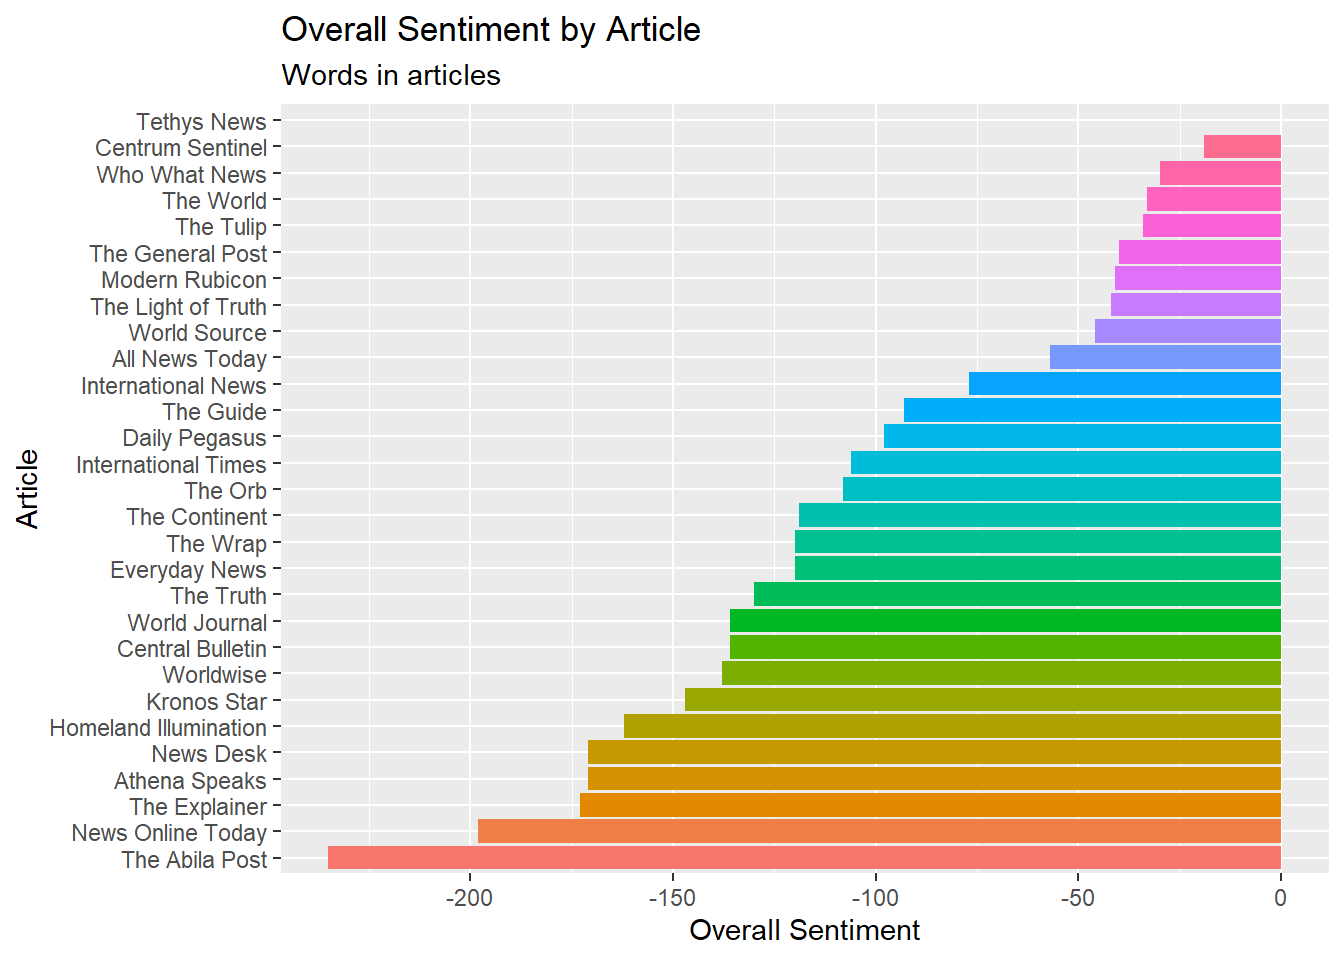 Overall Sentiment by Article
Words in articles
Tethys News
Centrum Sentinel
Who What News
The World
The Tulip
The General Post
Modern Rubicon
The Light of Truth
World Source
All News Today
International News
The Guide
Daily Pegasus
International Times
The Orb
The Continent
The Wrap
Everyday News
The Truth
World Journal
Central Bulletin
Worldwise
Kronos Star
Homeland Illumination
News Desk
Athena Speaks
The Explainer
News Online Today
The Abila Post
Article
-200 -150 -100 -50 0
Overall Sentiment